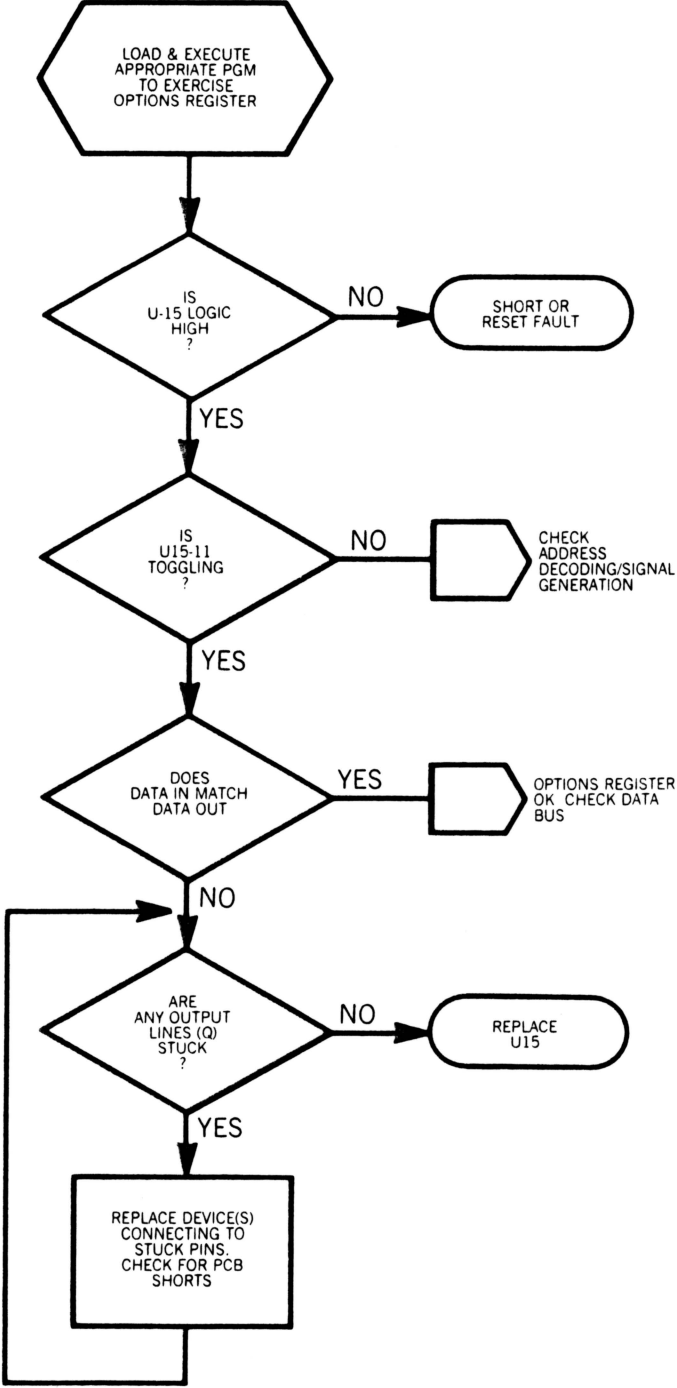 LOAD & EXECUTE
APPROPRIATE PGM
TO EXERCISE
OPTIONS REGISTER
IS
U-15 LOGIC
HIGH
?
NO
SHORT OR
RESET FAULT
YES
IS
U15-11
TOGGLING
?
NO
CHECK
ADDRESS
DECODING/SIGNAL
GENERATION
YES
DOES
DATA IN MATCH
DATA OUT
YES
OPTIONS REGISTER
OK CHECK DATA
BUS
NO
ARE
ANY OUTPUT
LINES (Q)
STUCK
?
NO
REPLACE
U15
YES
REPLACE DEVICE(S)
CONNECTING TO
STUCK PINS.
CHECK FOR PCB
SHORTS